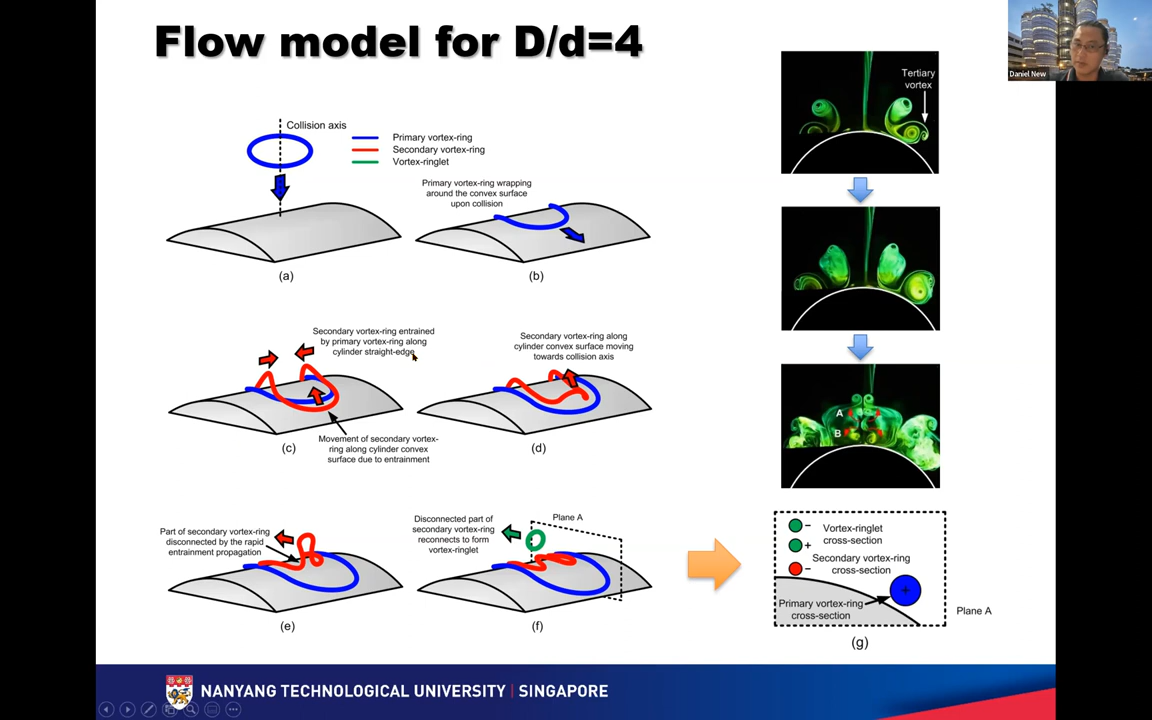 Flow model for D/d=4
Daniel New
Collision axis
Primary vortex-ring
Secondary vortex-ring
Vortex-ringlet
(a)
Primary vortex-ring wrapping
around the convex surface
upon collision
(b)
Secondary vortex-ring entrained
by primary vortex-ring along
cylinder straight-edge
Movement of secondary vortex-
ring along cylinder convex
surface due to entrainment
(c)
Secondary vortex-ring along
cylinder convex surface moving
towards collision axis
(d)
Part of secondary vortex-ring
disconnected by the rapid
entrainment propagation
(e)
Disconnected part of
secondary vortex-ring
reconnects to form
vortex-ringlet
Plane A
(f)
Tertiary
vortex
A
B
Vortex-ringlet
cross-section
Secondary vortex-ring
cross-section
Primary vortex-ring
cross-section
− + − +
Plane A
(g)
NANYANG TECHNOLOGICAL UNIVERSITY | SINGAPORE